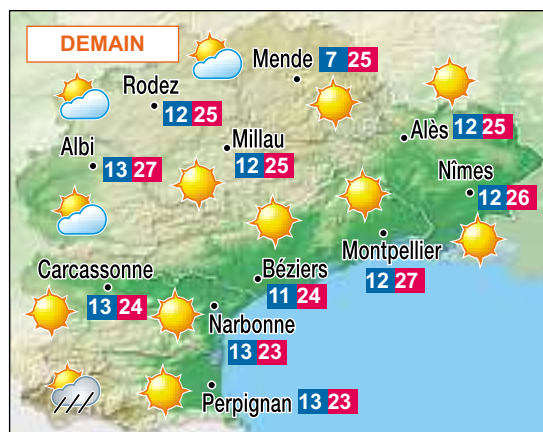 DEMAIN
Mende 7 25
Rodez
12 25
Alès 12 25
Millau
12 25
Albi
13 27
Nîmes
12 26
Montpellier
12 27
Béziers
11 24
Carcassonne
13 24
Narbonne
13 23
Perpignan 13 23